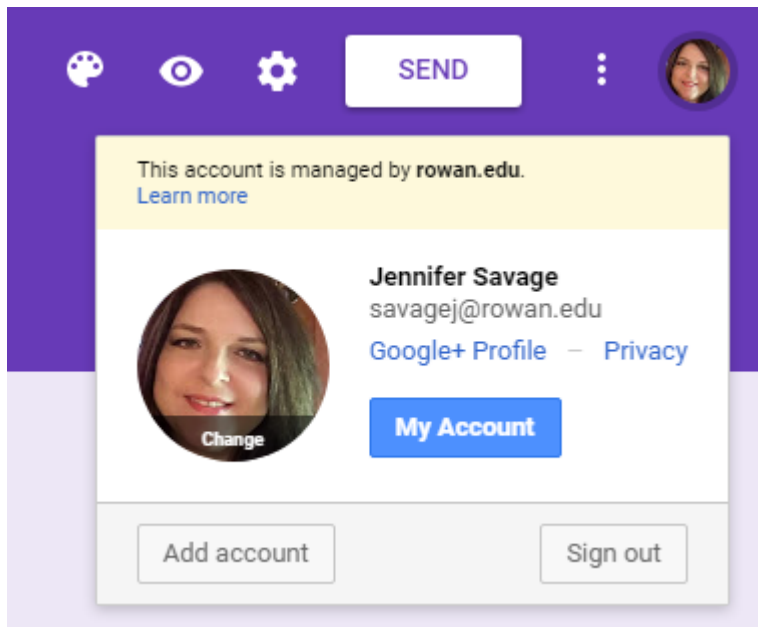 SEND
This account is managed by rowan.edu.
Learn more
Jennifer Savage
savagej@rowan.edu
Google+ Profile – Privacy
Change
My Account
Add account
Sign out